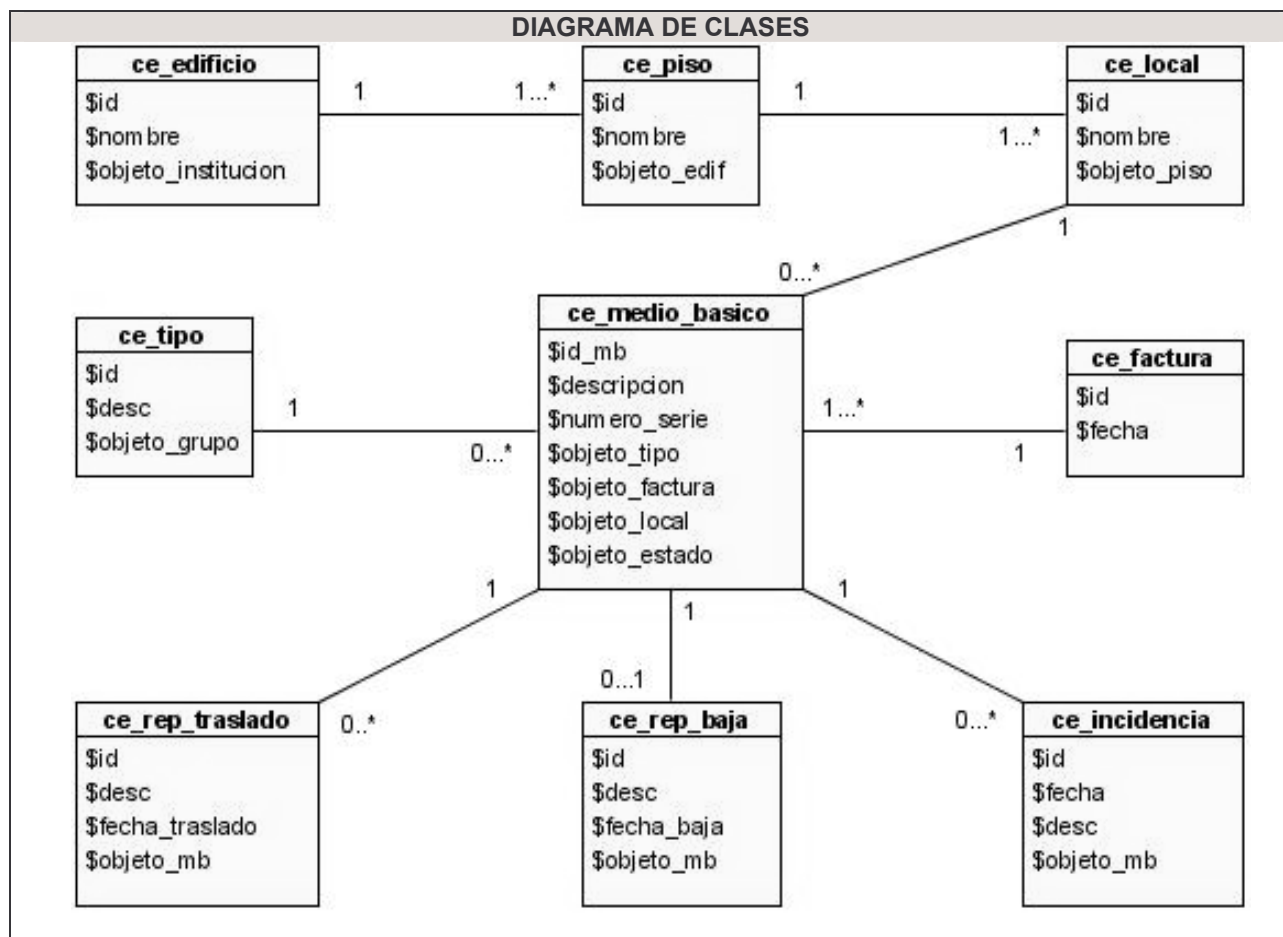 DIAGRAMA DE CLASES
ce_edificio
$id
$nombre
$objeto_institucion
1
1...*
ce_piso
$id
$nombre
$objeto_edif
1
1...*
ce_local
$id
$nombre
$objeto_piso
1
0...*
ce_tipo
$id
$desc
$objeto_grupo
1
0...*
ce_medio_basico
$id_mb
$descripcion
$numero_serie
$objeto_tipo
$objeto_factura
$objeto_local
$objeto_estado
1...*
1
ce_factura
$id
$fecha
1
1
1
0..*
0...1
0...*
ce_rep_traslado
$id
$desc
$fecha_traslado
$objeto_mb
ce_rep_baja
$id
$desc
$fecha_baja
$objeto_mb
ce_incidencia
$id
$fecha
$desc
$objeto_mb